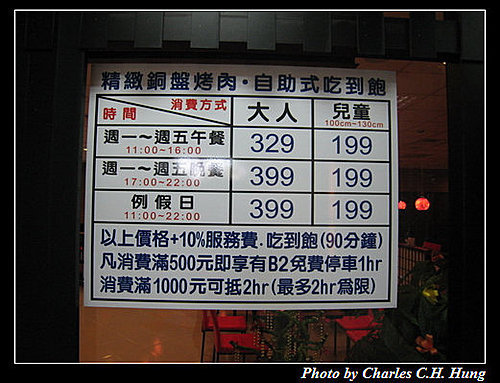 精緻銅盤烤肉·自助式吃到飽
消費方式
時間
大人
兒童
100cm~130cm
週一~週五午餐
11:00~16:00
329
199
週一~週五晚餐
17:00~22:00
399
199
例假日
11:00~22:00
399
199
以上價格+10%服務費.吃到飽(90分鐘)
凡消費滿500元即享有B2免費停車1hr
消費滿1000元可抵2hr(最多2hr為限)
Photo by Charles C.H. Hung